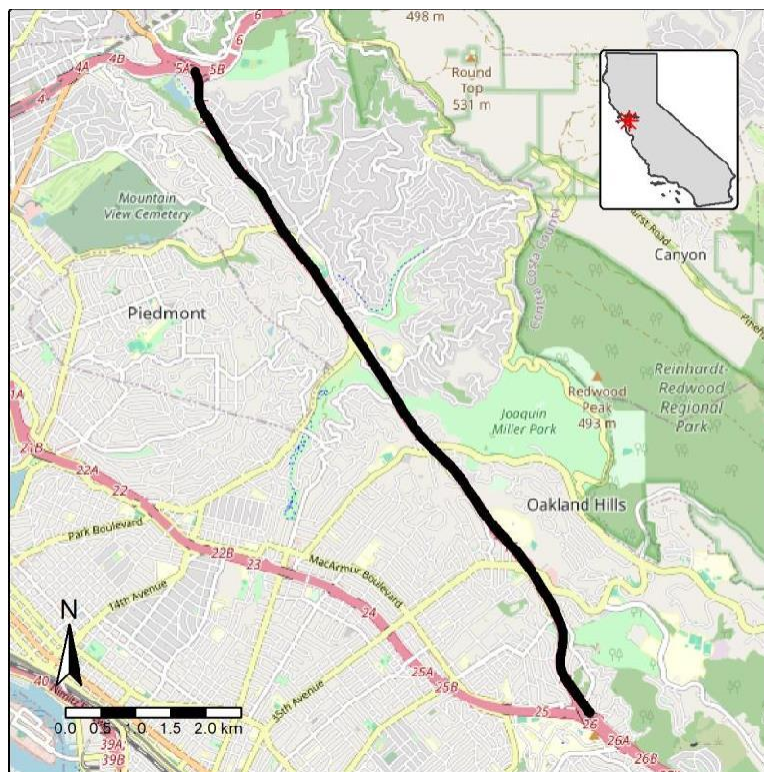 498 m
4B
4A
6
5A
5B
6
4
Round
Top
531 m
Mountain
View Cemetery
Contra Costa County
Canyon
Piedmont
Reinhardt
Redwood
Regional
Park
Redwood
Peak
493 m
Joaquin
Miller Park
1A
21B
22A
22
Oakland Hills
Park Boulevard
22B
23
MacArthur Boulevard
14th Avenue
24
N
25A
25B
35th Avenue
25
26
26A
26B
40
39A
39B
0.0 0.5 1.0 1.5 2.0 km